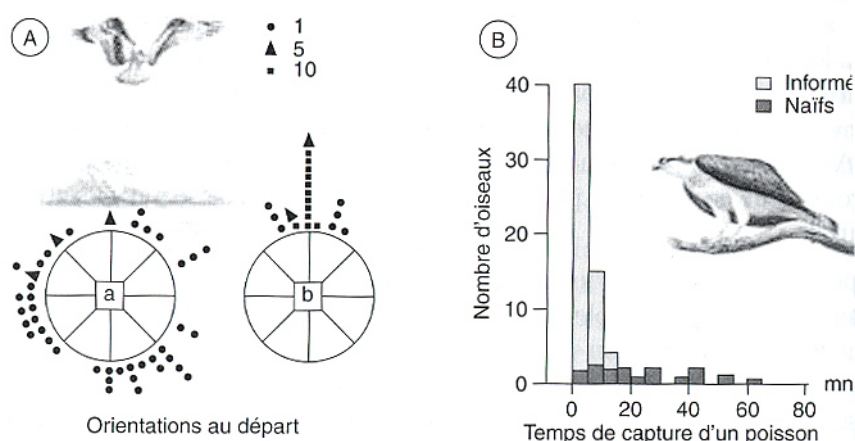 A
1
5
10
a
b
Orientations au départ
B
Nombre d'oiseaux
40
30
20
10
0
Informé
Naïfs
0
20
40
60
80
mn
Temps de capture d'un poisson